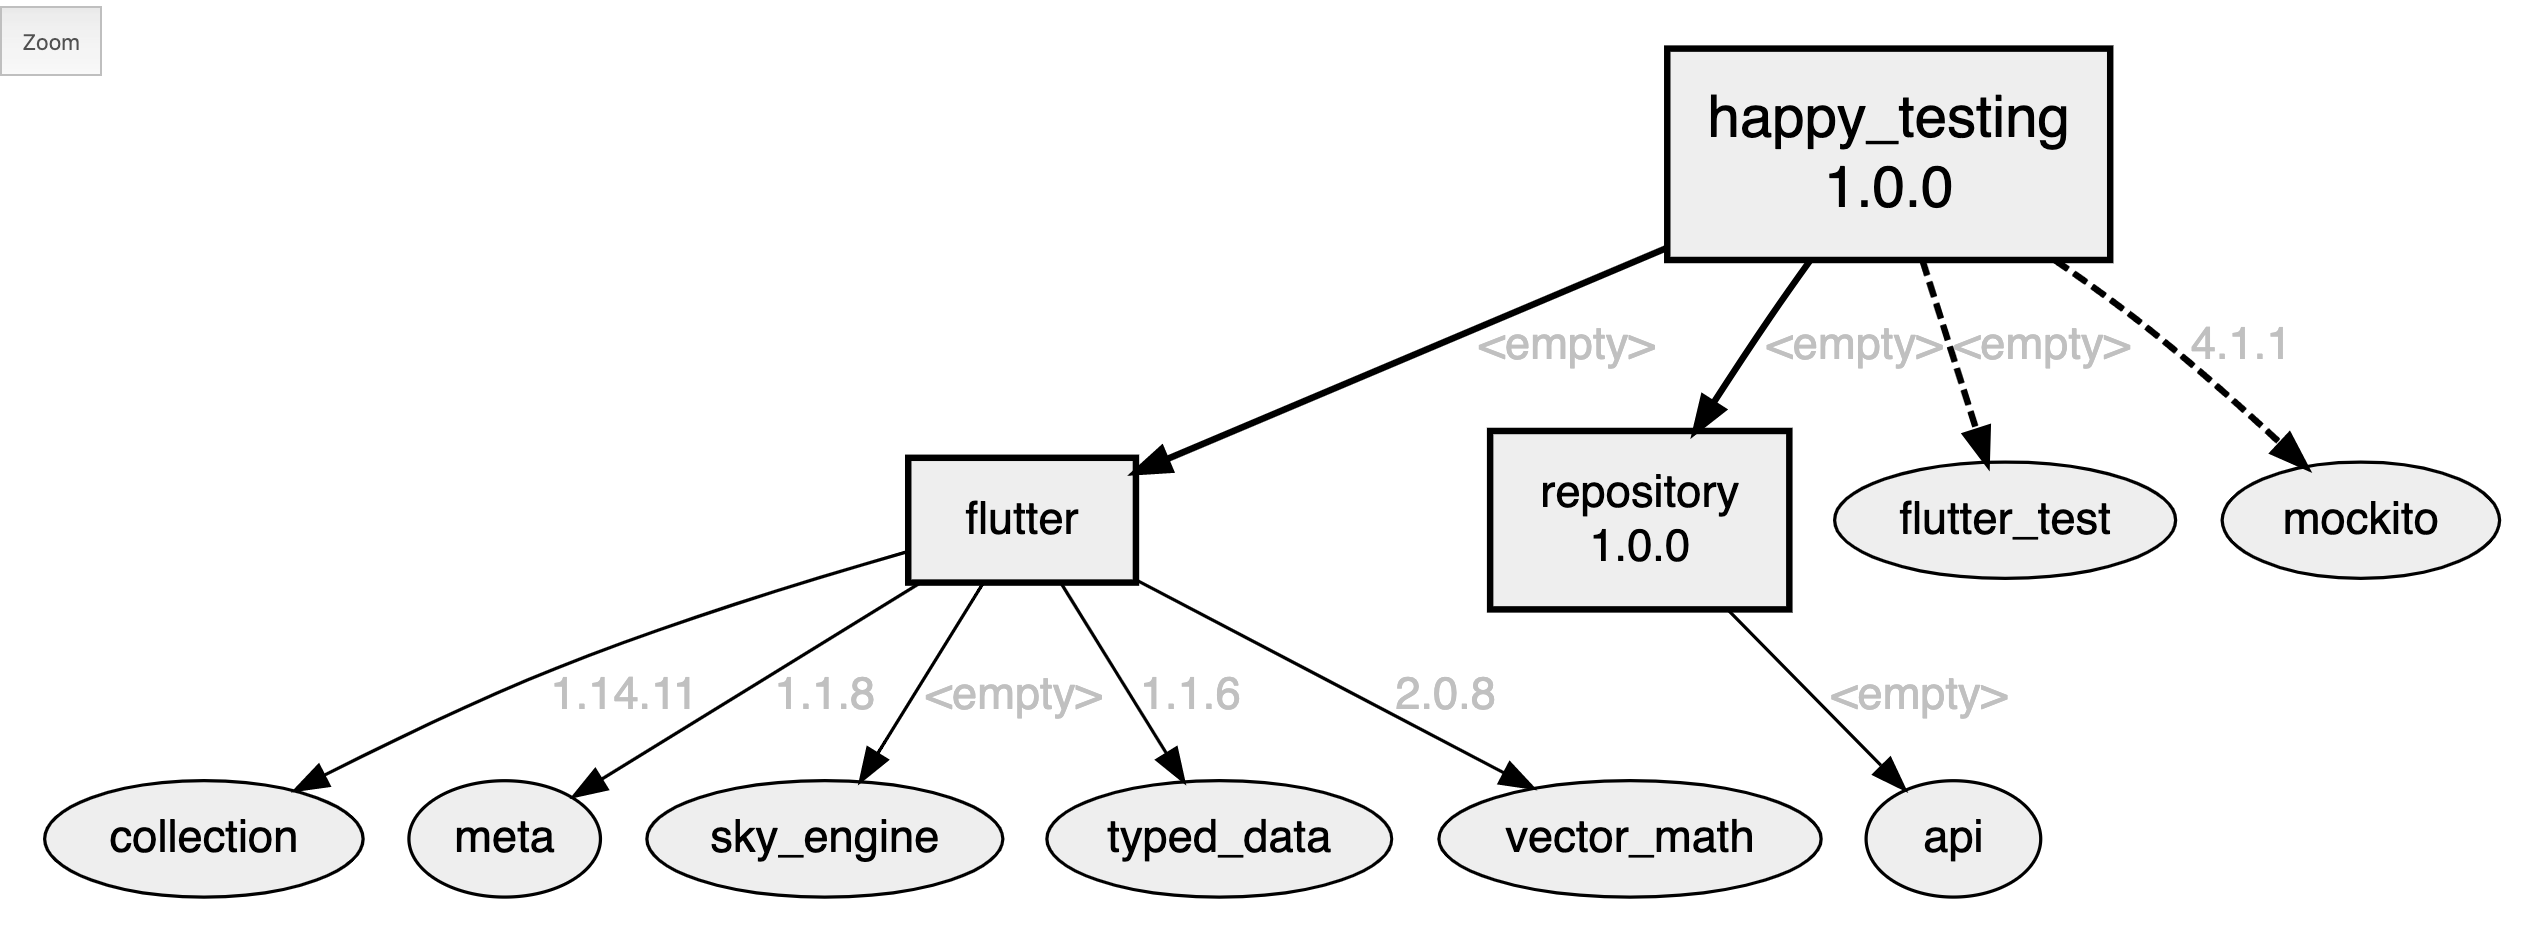 Zoom
happy_testing
1.0.0
<empty>
<empty>
<empty>
4.1.1
flutter
repository
1.0.0
flutter_test
mockito
1.14.11
1.1.8
<empty>
1.1.6
2.0.8
<empty>
collection
meta
sky_engine
typed_data
vector_math
api